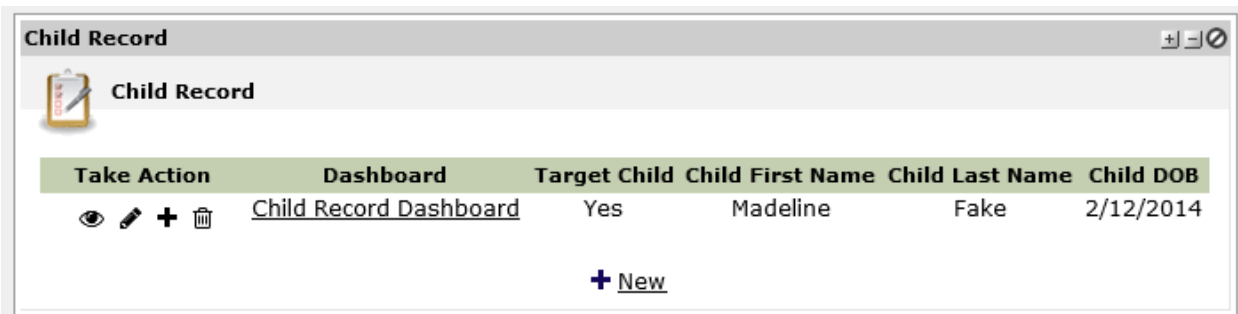 Child Record
Child Record
Take Action Dashboard Target Child Child First Name Child Last Name Child DOB
Child Record Dashboard Yes Madeline Fake 2/12/2014
New